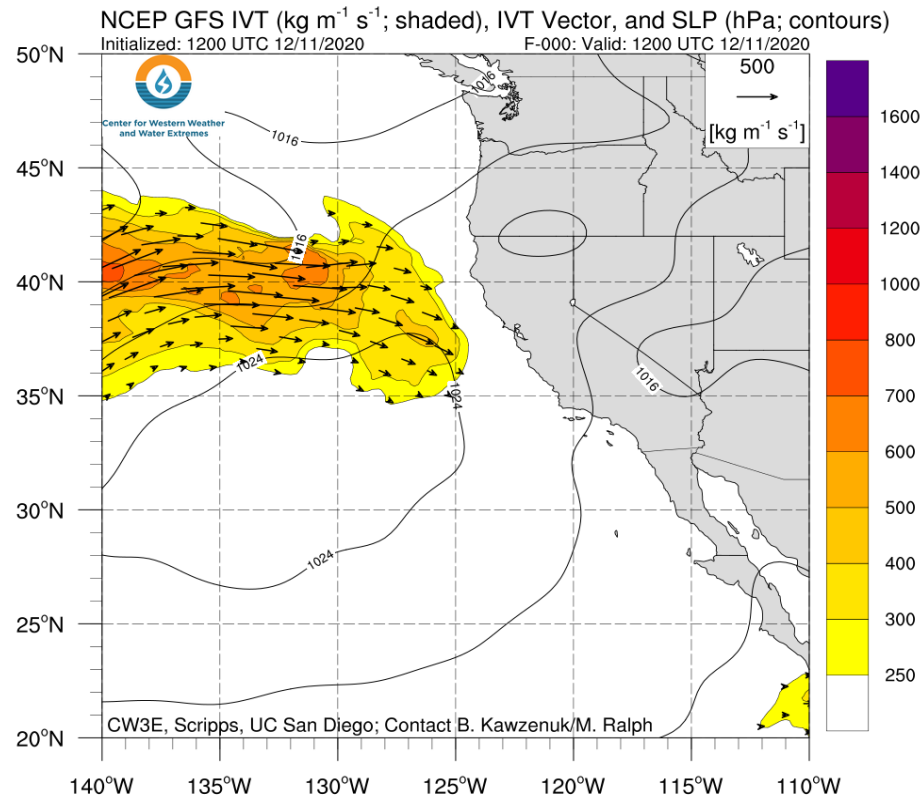 NCEP GFS IVT (kg m⁻¹ s⁻¹; shaded), IVT Vector, and SLP (hPa; contours)
Initialized: 1200 UTC 12/11/2020
F-000: Valid: 1200 UTC 12/11/2020
50°N
45°N
40°N
35°N
30°N
25°N
20°N
Center for Western Weather
and Water Extremes
500
[kg m⁻¹ s⁻¹]
1016
1016
1016
1024
1024
1016
1024
1600
1400
1200
1000
800
700
600
500
400
300
250
CW3E, Scripps, UC San Diego; Contact B. Kawzenuk/M. Ralph
140°W
135°W
130°W
125°W
120°W
115°W
110°W